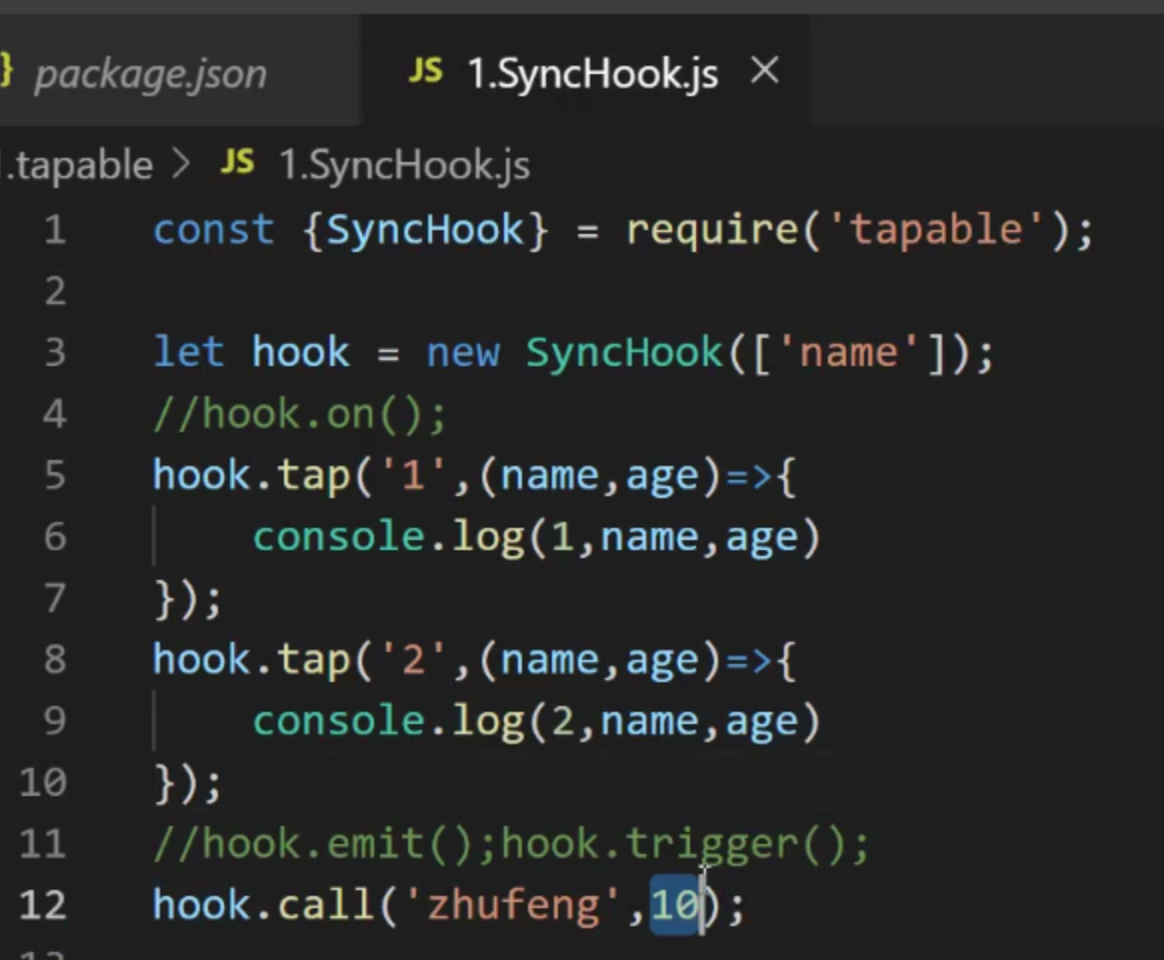 } package.json JS 1.SyncHook.js ×
.tapable > JS 1.SyncHook.js
1 const {SyncHook} = require('tapable');
2
3 let hook = new SyncHook(['name']);
4 //hook.on();
5 hook.tap('1',(name,age)=>{
6 console.log(1,name,age)
7 });
8 hook.tap('2',(name,age)=>{
9 console.log(2,name,age)
10 });
11 //hook.emit();hook.trigger();
12 hook.call('zhufeng',10);